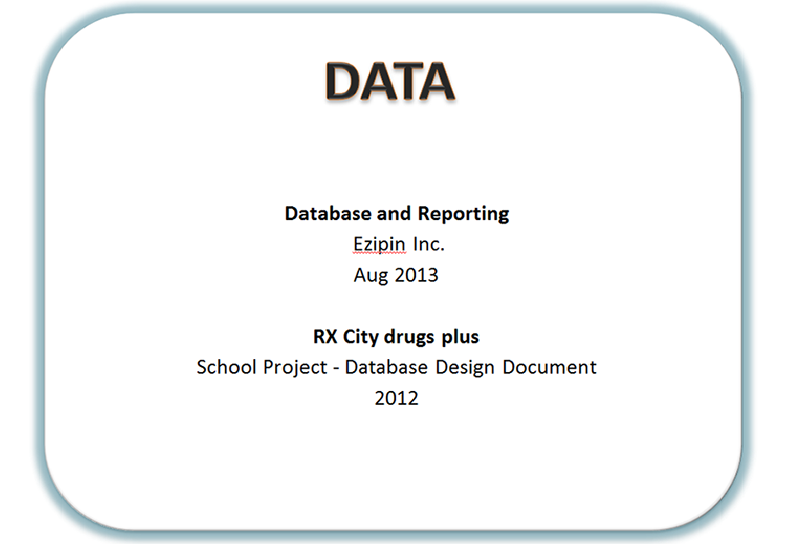 DATA
Database and Reporting
Ezipin Inc.
Aug 2013
RX City drugs plus
School Project - Database Design Document
2012